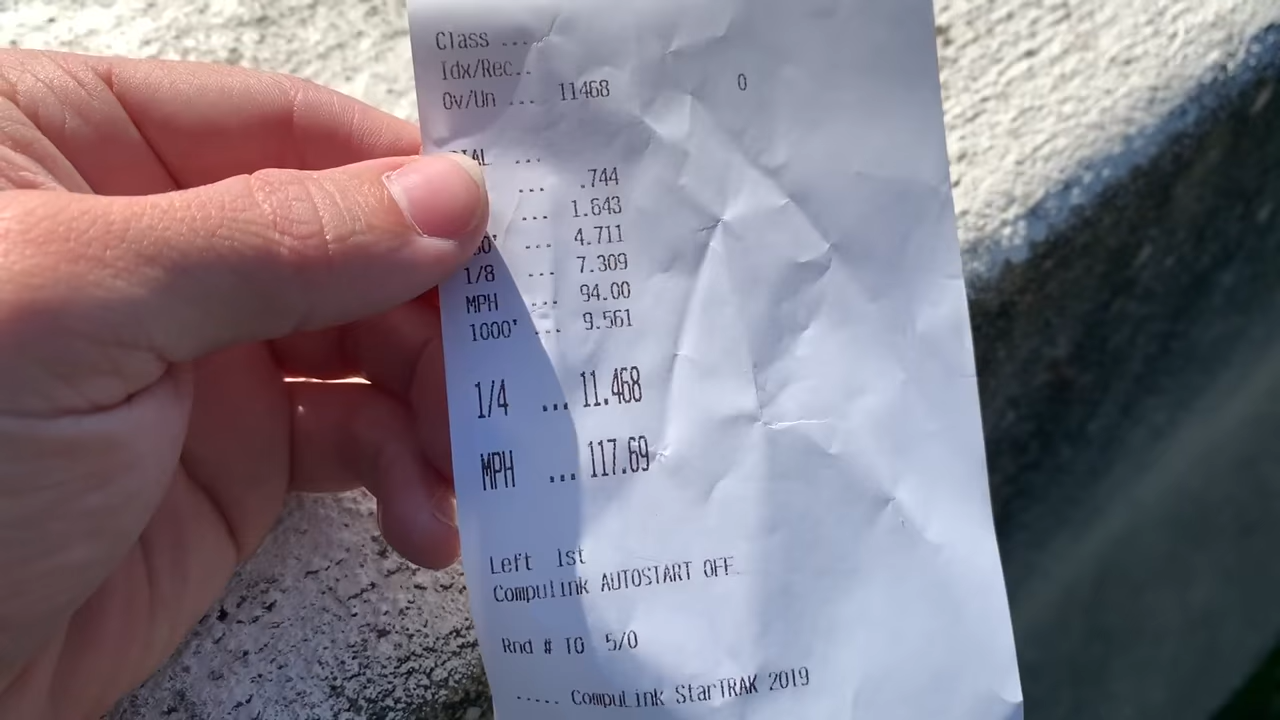 Class ....
Idx/Rec..
Ov/Un ... 11468 0
DIAL ...
... .744
... 1.643
... 4.711
1/8 ... 7.309
MPH ... 94.00
1000' ... 9.561
1/4 ... 11.468
MPH ... 117.69
Left 1st
CompuLink AUTOSTART OFF
Rnd # TG 5/0
..... CompuLink StarTRAK 2019